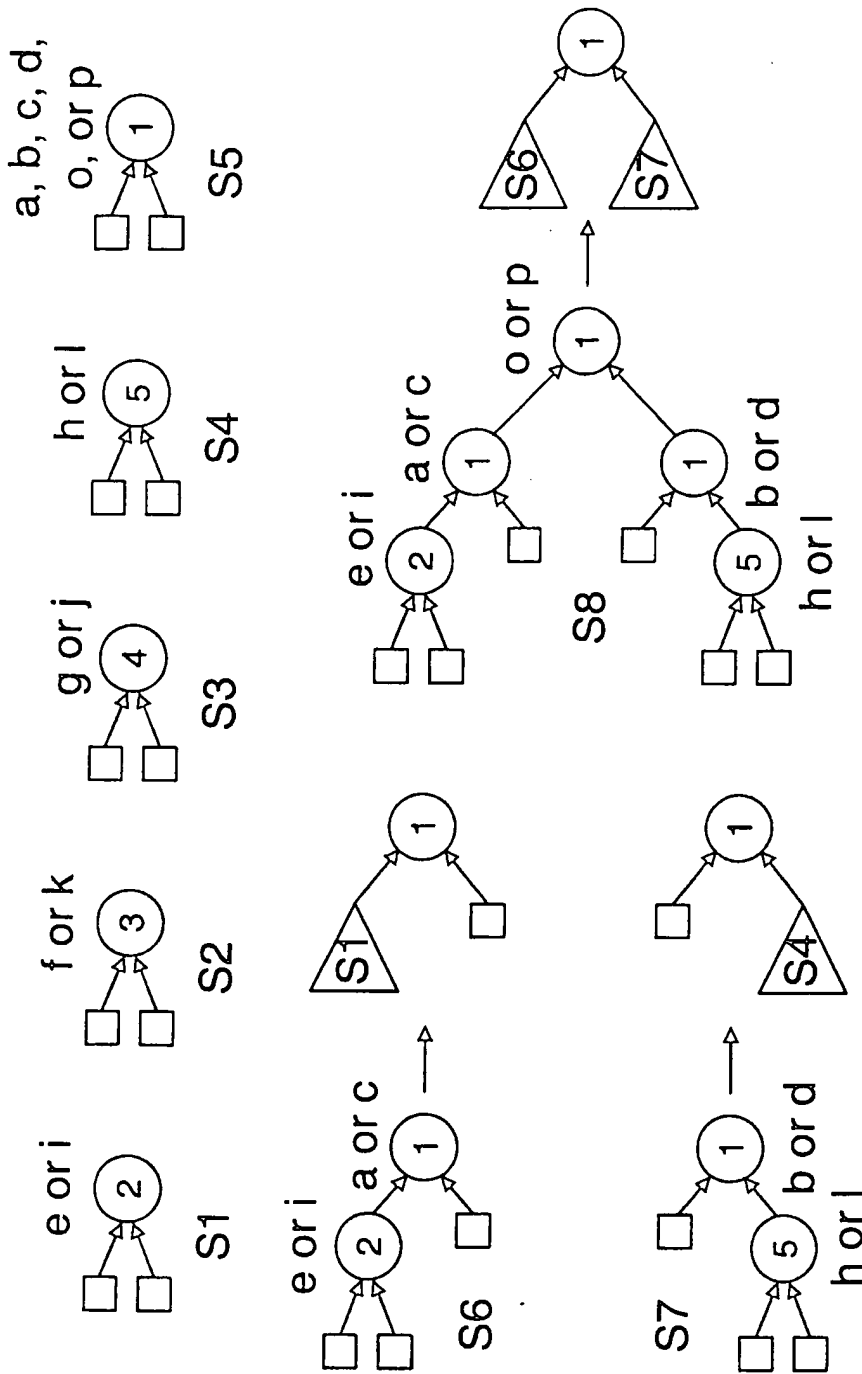 e or i
2
S1
f or k
3
S2
g or j
4
S3
h or l
5
S4
a, b, c, d,
o, or p
1
S5
e or i
2
a or c
1
S6
S1
1
1
b or d
5
h or l
S7
1
S4
e or i
2
a or c
1
o or p
1
1
b or d
5
h or l
S8
S6
S7
1